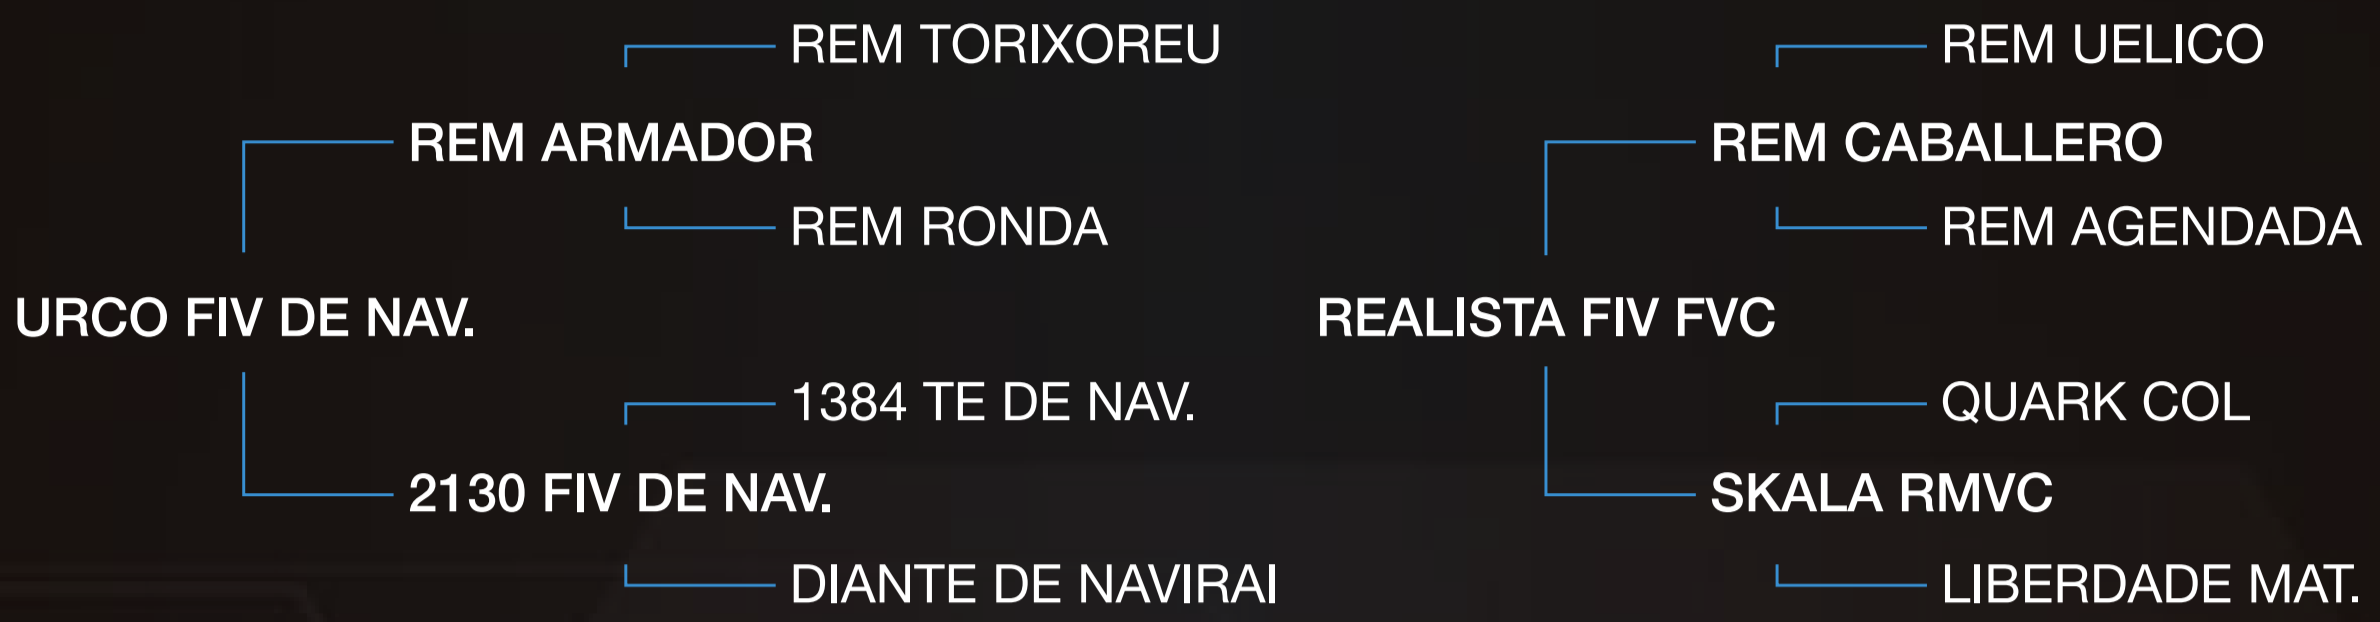 REM TORIXOREU
REM ARMADOR
REM RONDA
URCO FIV DE NAV.
1384 TE DE NAV.
2130 FIV DE NAV.
DIANTE DE NAVIRAI
REM UELICO
REM CABALLERO
REM AGENDADA
REALISTA FIV FVC
QUARK COL
SKALA RMVC
LIBERDADE MAT.